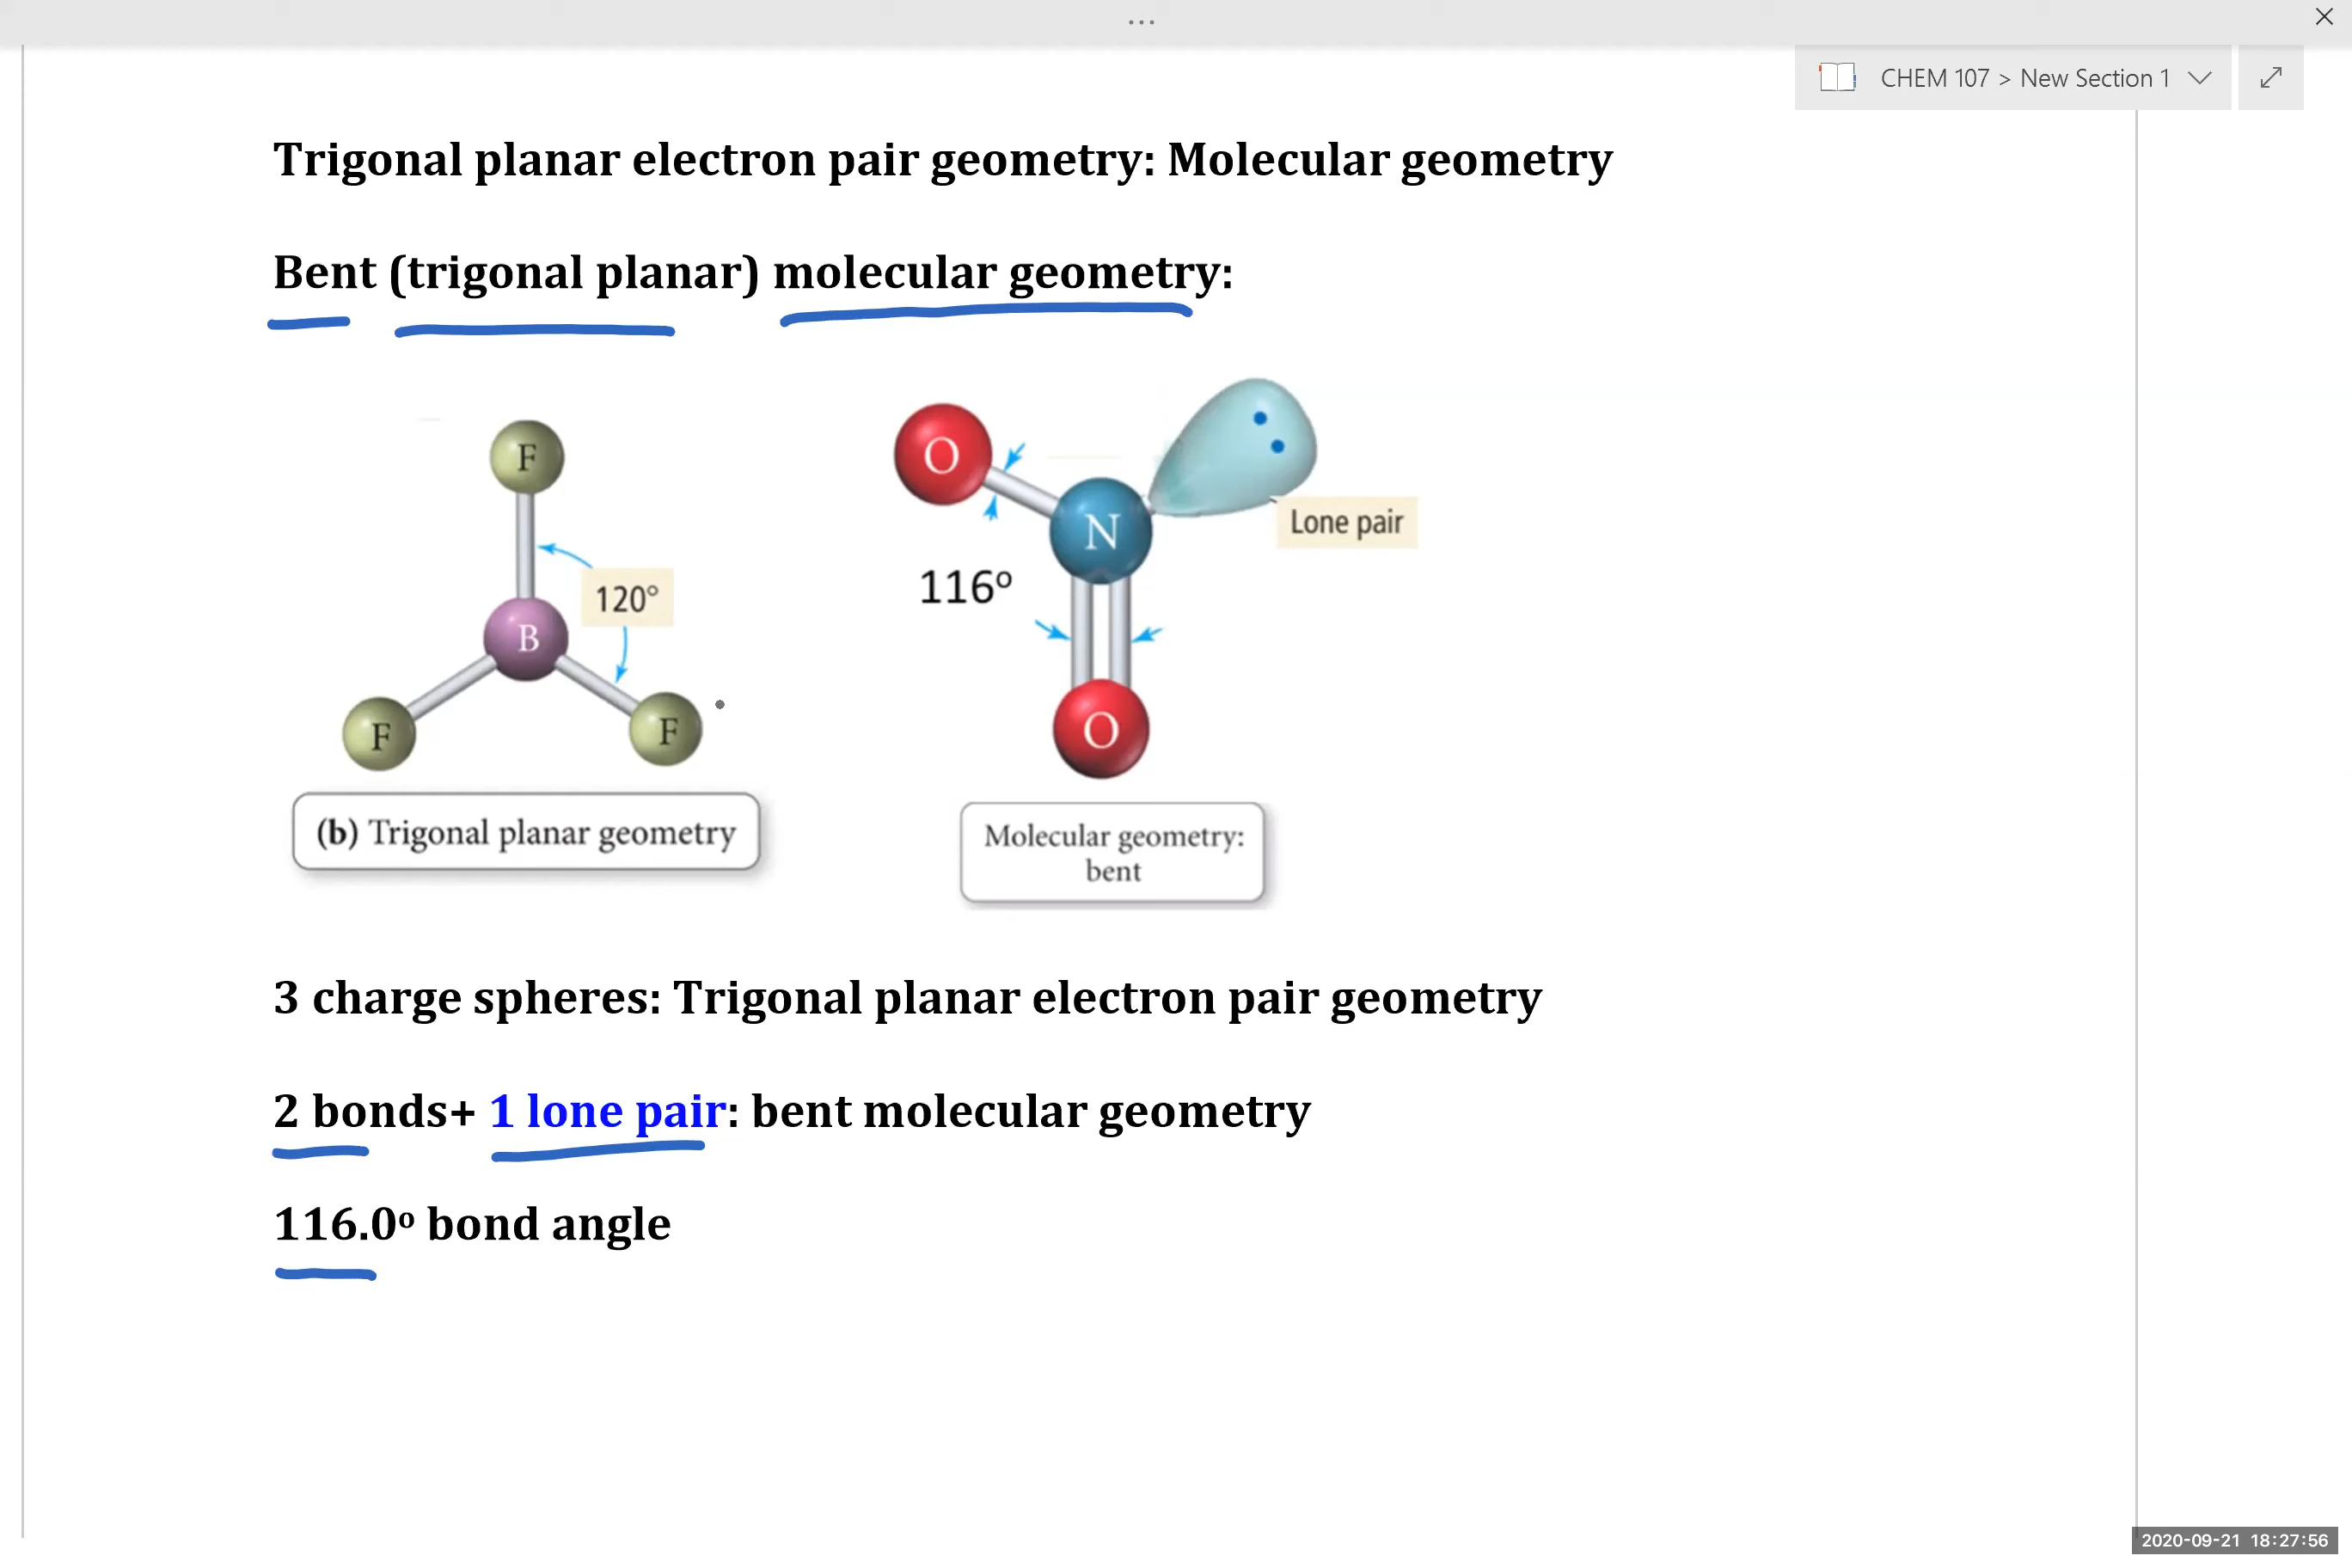 CHEM 107 > New Section 1
Trigonal planar electron pair geometry: Molecular geometry
Bent (trigonal planar) molecular geometry:
F
B
F
F
120°
(b) Trigonal planar geometry
O
N
O
116º
Lone pair
Molecular geometry:
bent
3 charge spheres: Trigonal planar electron pair geometry
2 bonds+ 1 lone pair: bent molecular geometry
116.0º bond angle
2020-09-21 18:27:56